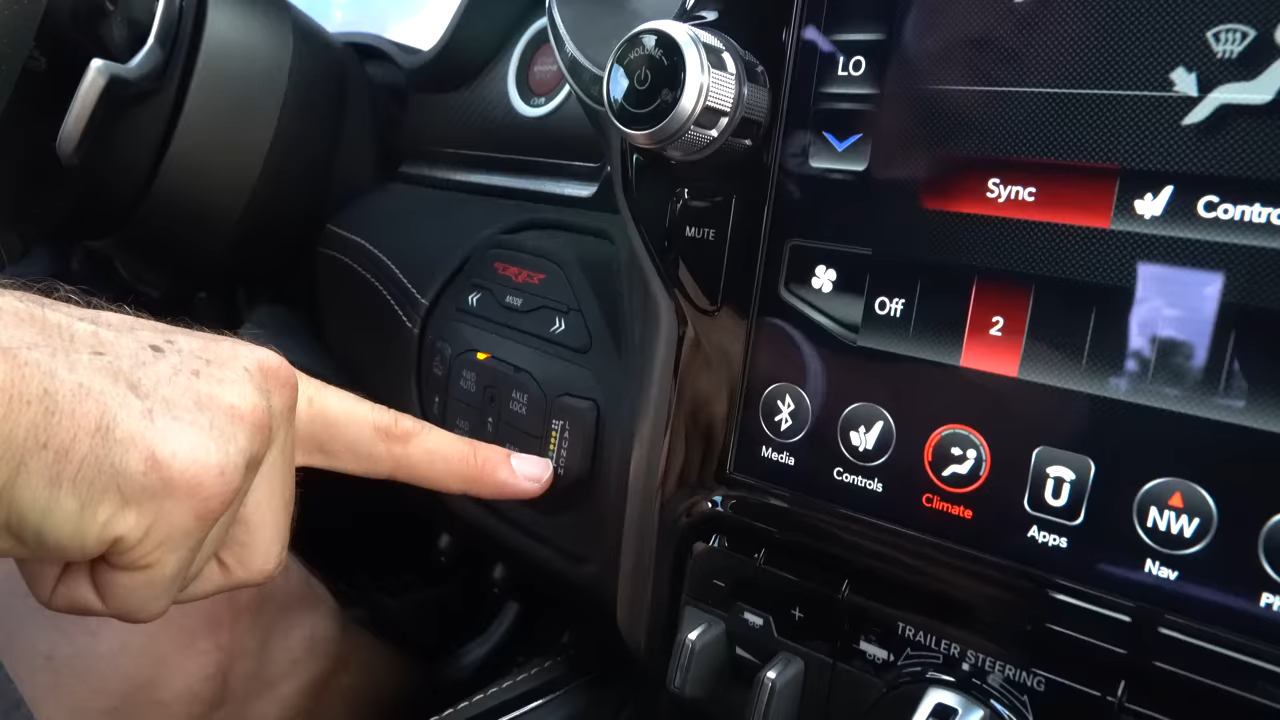 VOLUME
LO
MUTE
Sync
TRX
MODE
Off
2
4WD
AUTO
AXLE
LOCK
4WD
LAUNCH
Media
Controls
Climate
U
Apps
NW
Nav
TRAILER STEERING